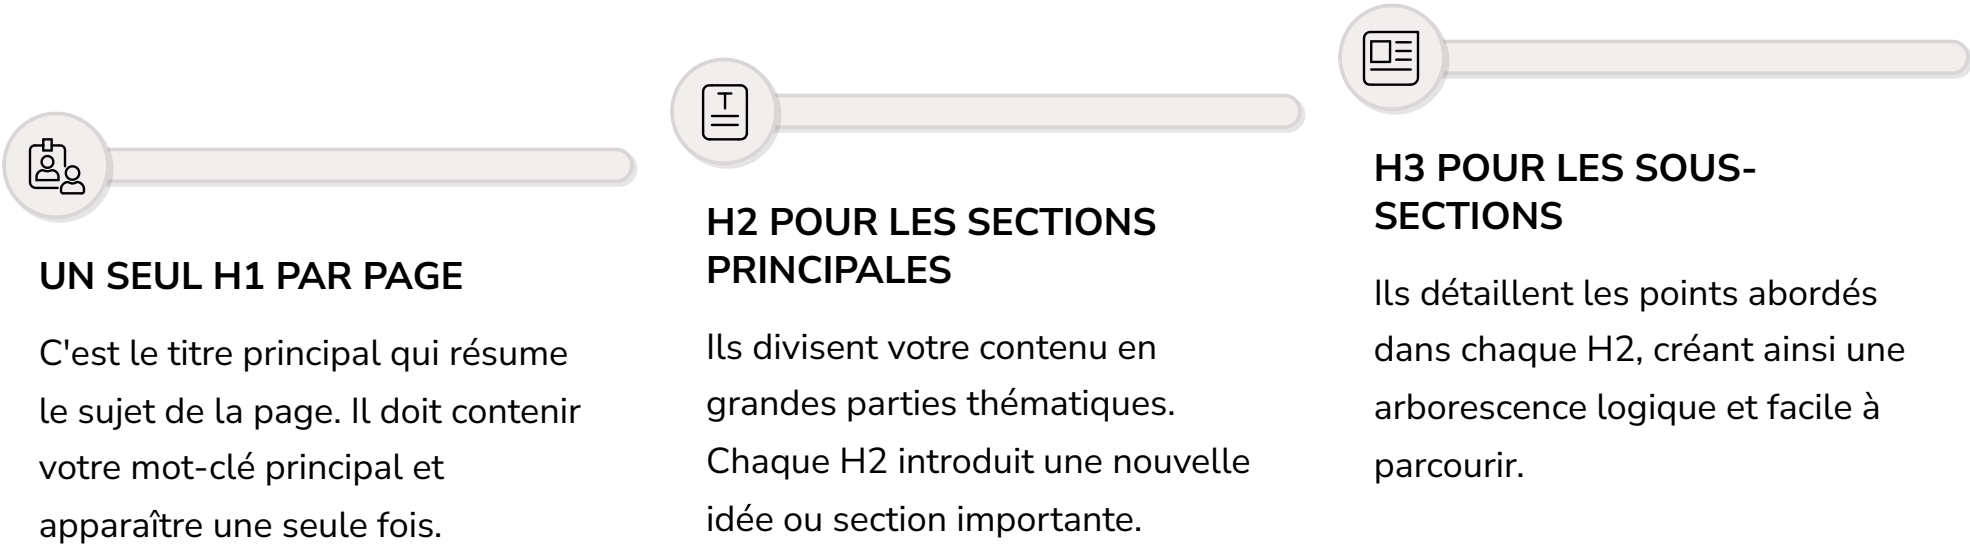 UN SEUL H1 PAR PAGE
C'est le titre principal qui résume
le sujet de la page. Il doit contenir
votre mot-clé principal et
apparaître une seule fois.
T
H2 POUR LES SECTIONS
PRINCIPALES
Ils divisent votre contenu en
grandes parties thématiques.
Chaque H2 introduit une nouvelle
idée ou section importante.
H3 POUR LES SOUS-
SECTIONS
Ils détaillent les points abordés
dans chaque H2, créant ainsi une
arborescence logique et facile à
parcourir.